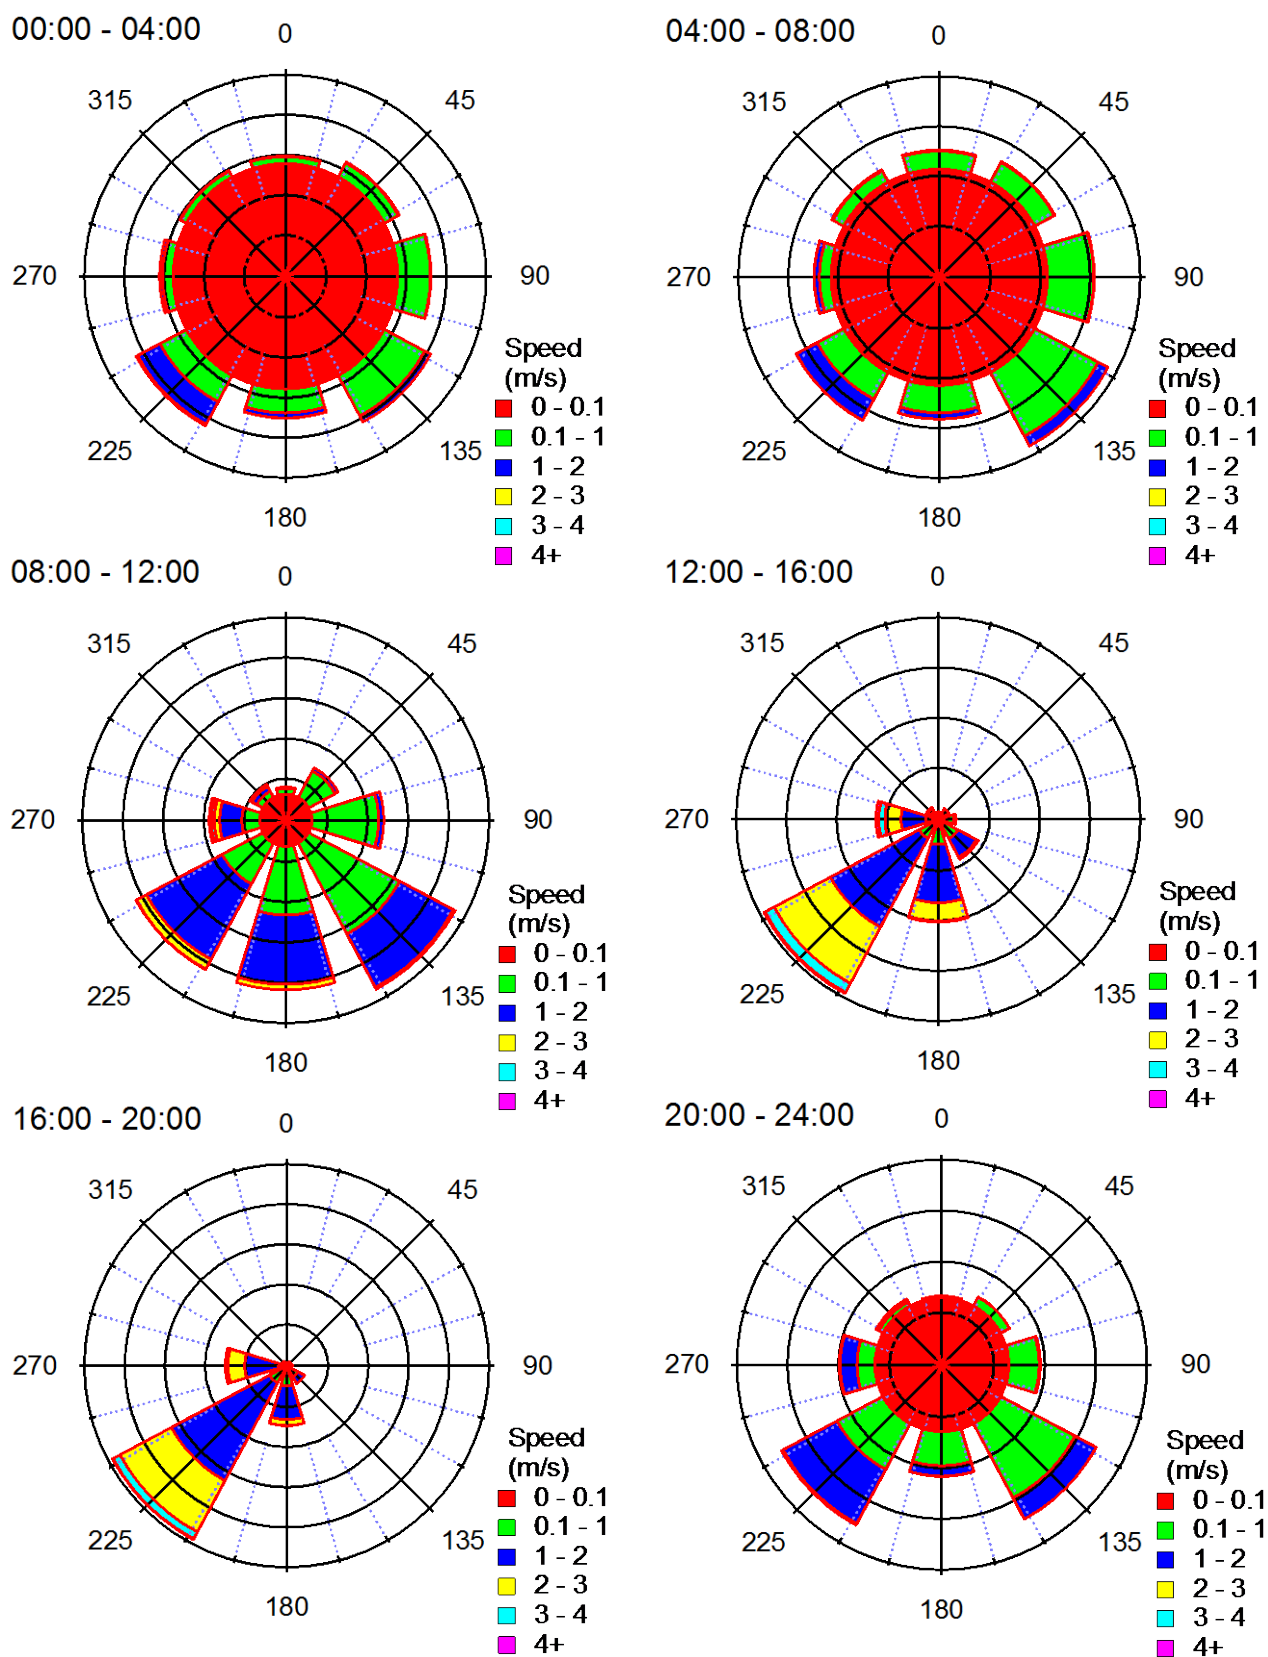 00:00 - 04:00
0
315
45
270
90
225
135
180
Speed
(m/s)
0 - 0.1
0.1 - 1
1 - 2
2 - 3
3 - 4
4+
04:00 - 08:00
0
315
45
270
90
225
135
180
Speed
(m/s)
0 - 0.1
0.1 - 1
1 - 2
2 - 3
3 - 4
4+
08:00 - 12:00
0
315
45
270
90
225
135
180
Speed
(m/s)
0 - 0.1
0.1 - 1
1 - 2
2 - 3
3 - 4
4+
12:00 - 16:00
0
315
45
270
90
225
135
180
Speed
(m/s)
0 - 0.1
0.1 - 1
1 - 2
2 - 3
3 - 4
4+
16:00 - 20:00
0
315
45
270
90
225
135
180
Speed
(m/s)
0 - 0.1
0.1 - 1
1 - 2
2 - 3
3 - 4
4+
20:00 - 24:00
0
315
45
270
90
225
135
180
Speed
(m/s)
0 - 0.1
0.1 - 1
1 - 2
2 - 3
3 - 4
4+